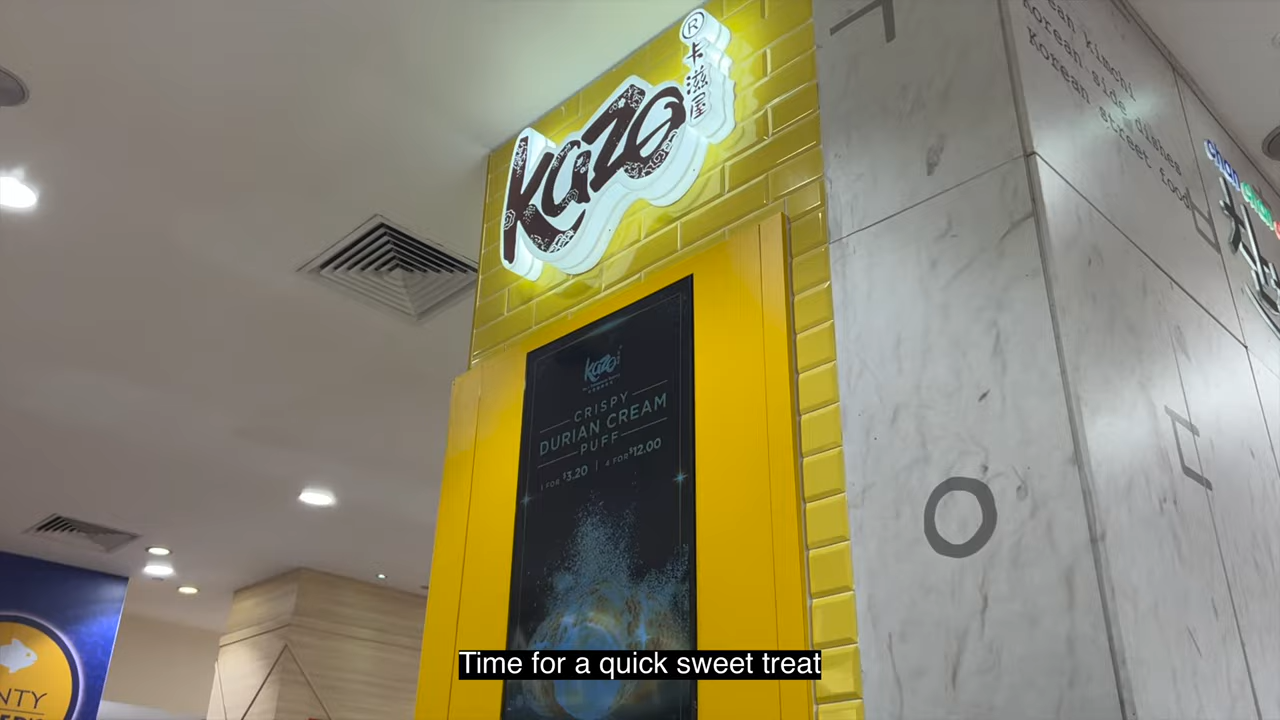 Kazo
®
卡滋屋
Kazo
CRISPY
DURIAN CREAM
PUFF
1 FOR $3.20 | 4 FOR $12.00
Korean side dishes
Korean street food
NTY
Time for a quick sweet treat